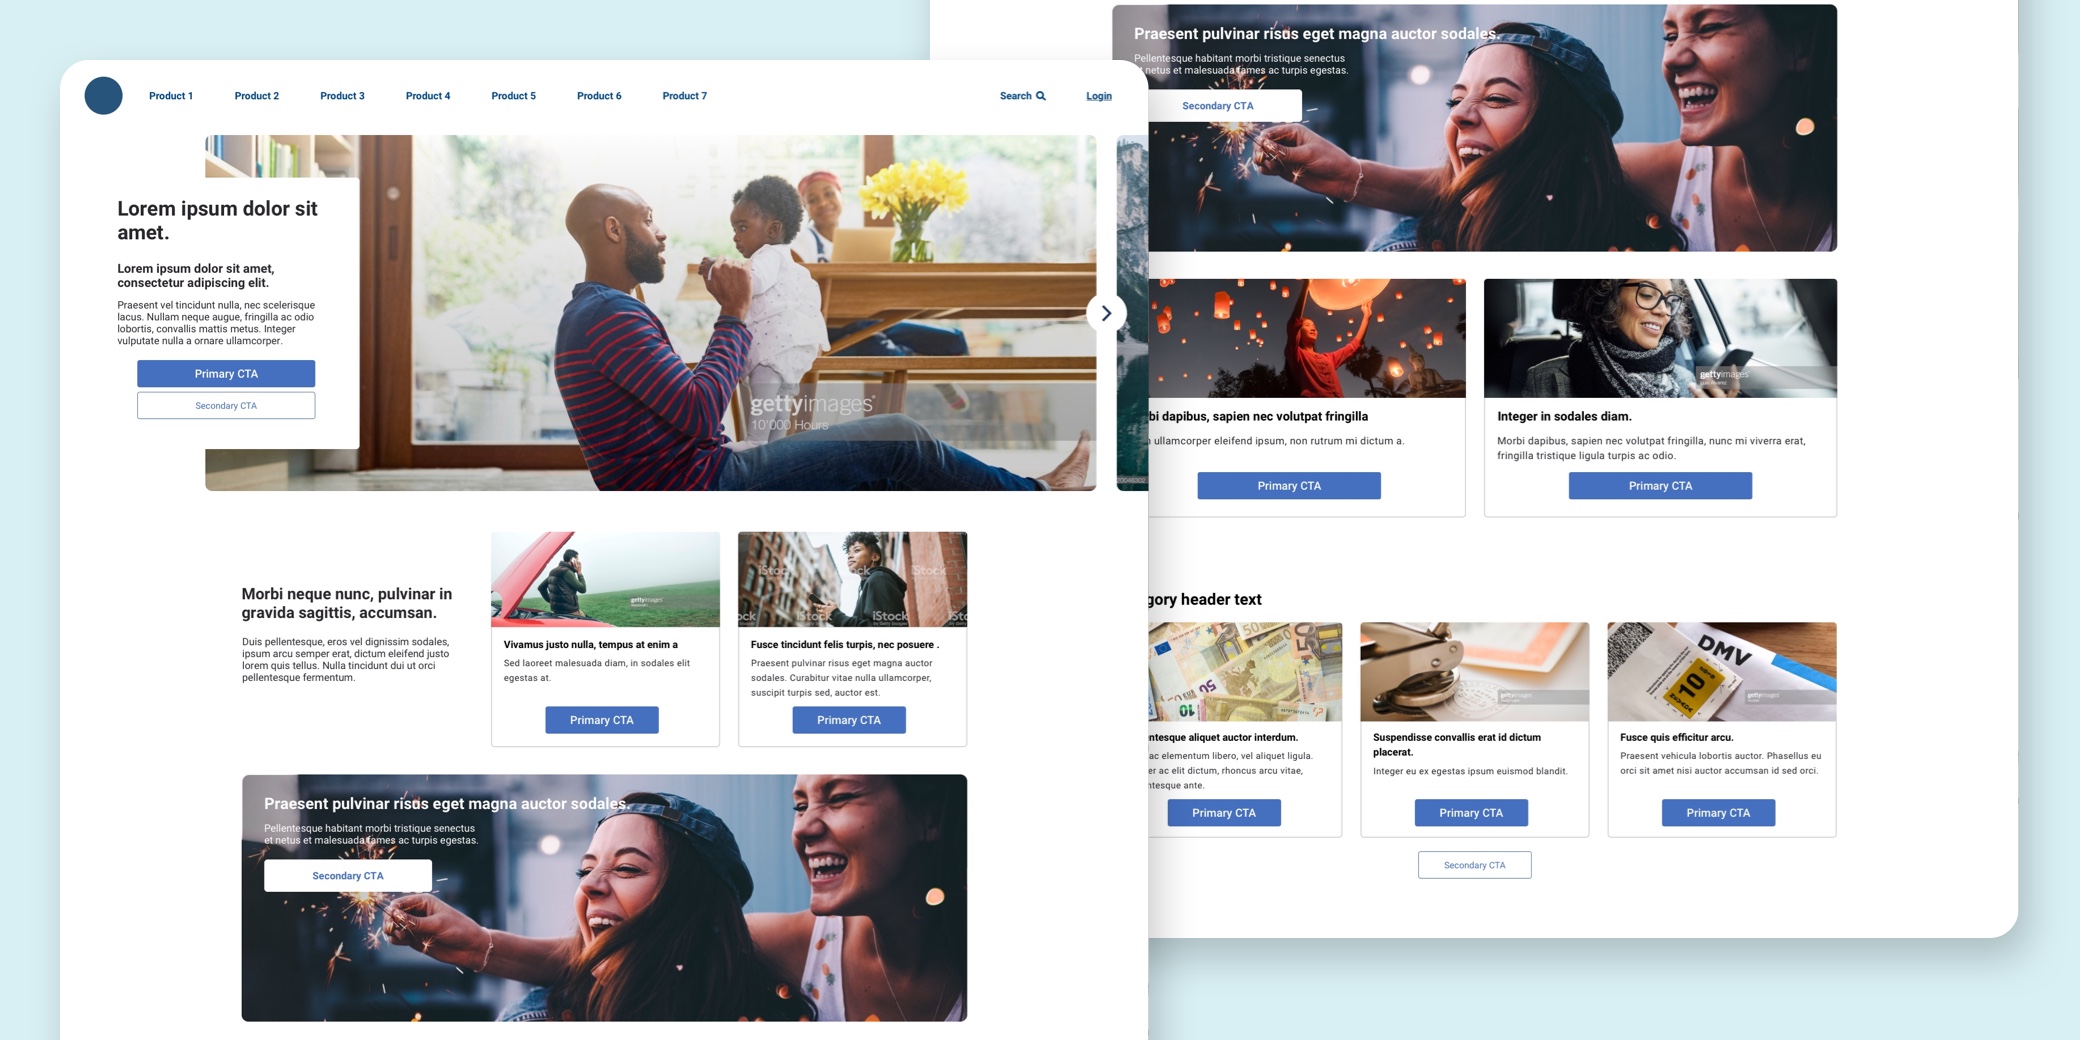 Product 1
Product 2
Product 3
Product 4
Product 5
Product 6
Product 7
Search
Login
Lorem ipsum dolor sit
amet.
Lorem ipsum dolor sit amet,
consectetur adipiscing elit.
Praesent vel tincidunt nulla, nec scelerisque
lacus. Nullam neque augue, fringilla ac odio
lobortis, convallis mattis metus. Integer
vulputate nulla a ornare ullamcorper.
Primary CTA
Secondary CTA
gettyimages
10'000 Hours
Morbi neque nunc, pulvinar in
gravida sagittis, accumsan.
Duis pellentesque, eros vel dignissim sodales,
ipsum arcu semper erat, dictum eleifend justo
lorem quis tellus. Nulla tincidunt dui ut orci
pellentesque fermentum.
gettyimages
Vivamus justo nulla, tempus at enim a
Sed laoreet malesuada diam, in sodales elit
egestas at.
Primary CTA
iStock
iStock
iStock
iStock
Fusce tincidunt felis turpis, nec posuere .
Praesent pulvinar risus eget magna auctor
sodales. Curabitur vitae nulla ullamcorper,
suscipit turpis sed, auctor est.
Primary CTA
Praesent pulvinar risus eget magna auctor sodales.
Pellentesque habitant morbi tristique senectus
et netus et malesuada fames ac turpis egestas.
Secondary CTA
Praesent pulvinar risus eget magna auctor sodales.
Pellentesque habitant morbi tristique senectus
netus et malesuada fames ac turpis egestas.
Secondary CTA
bi dapibus, sapien nec volutpat fringilla
ullamcorper eleifend ipsum, non rutrum mi dictum a.
Primary CTA
gettyimages
Integer in sodales diam.
Morbi dapibus, sapien nec volutpat fringilla, nunc mi viverra erat,
fringilla tristique ligula turpis ac odio.
Primary CTA
gory header text
50
ntesque aliquet auctor interdum.
ac elementum libero, vel aliquet ligula.
er ac elit dictum, rhoncus arcu vitae,
ntesque ante.
Primary CTA
gettyimages
Suspendisse convallis erat id dictum
placerat.
Integer eu ex egestas ipsum euismod blandit.
Primary CTA
DMV
10
gettyimages
Fusce quis efficitur arcu.
Praesent vehicula lobortis auctor. Phasellus eu
orci sit amet nisi auctor accumsan id sed orci.
Primary CTA
Secondary CTA